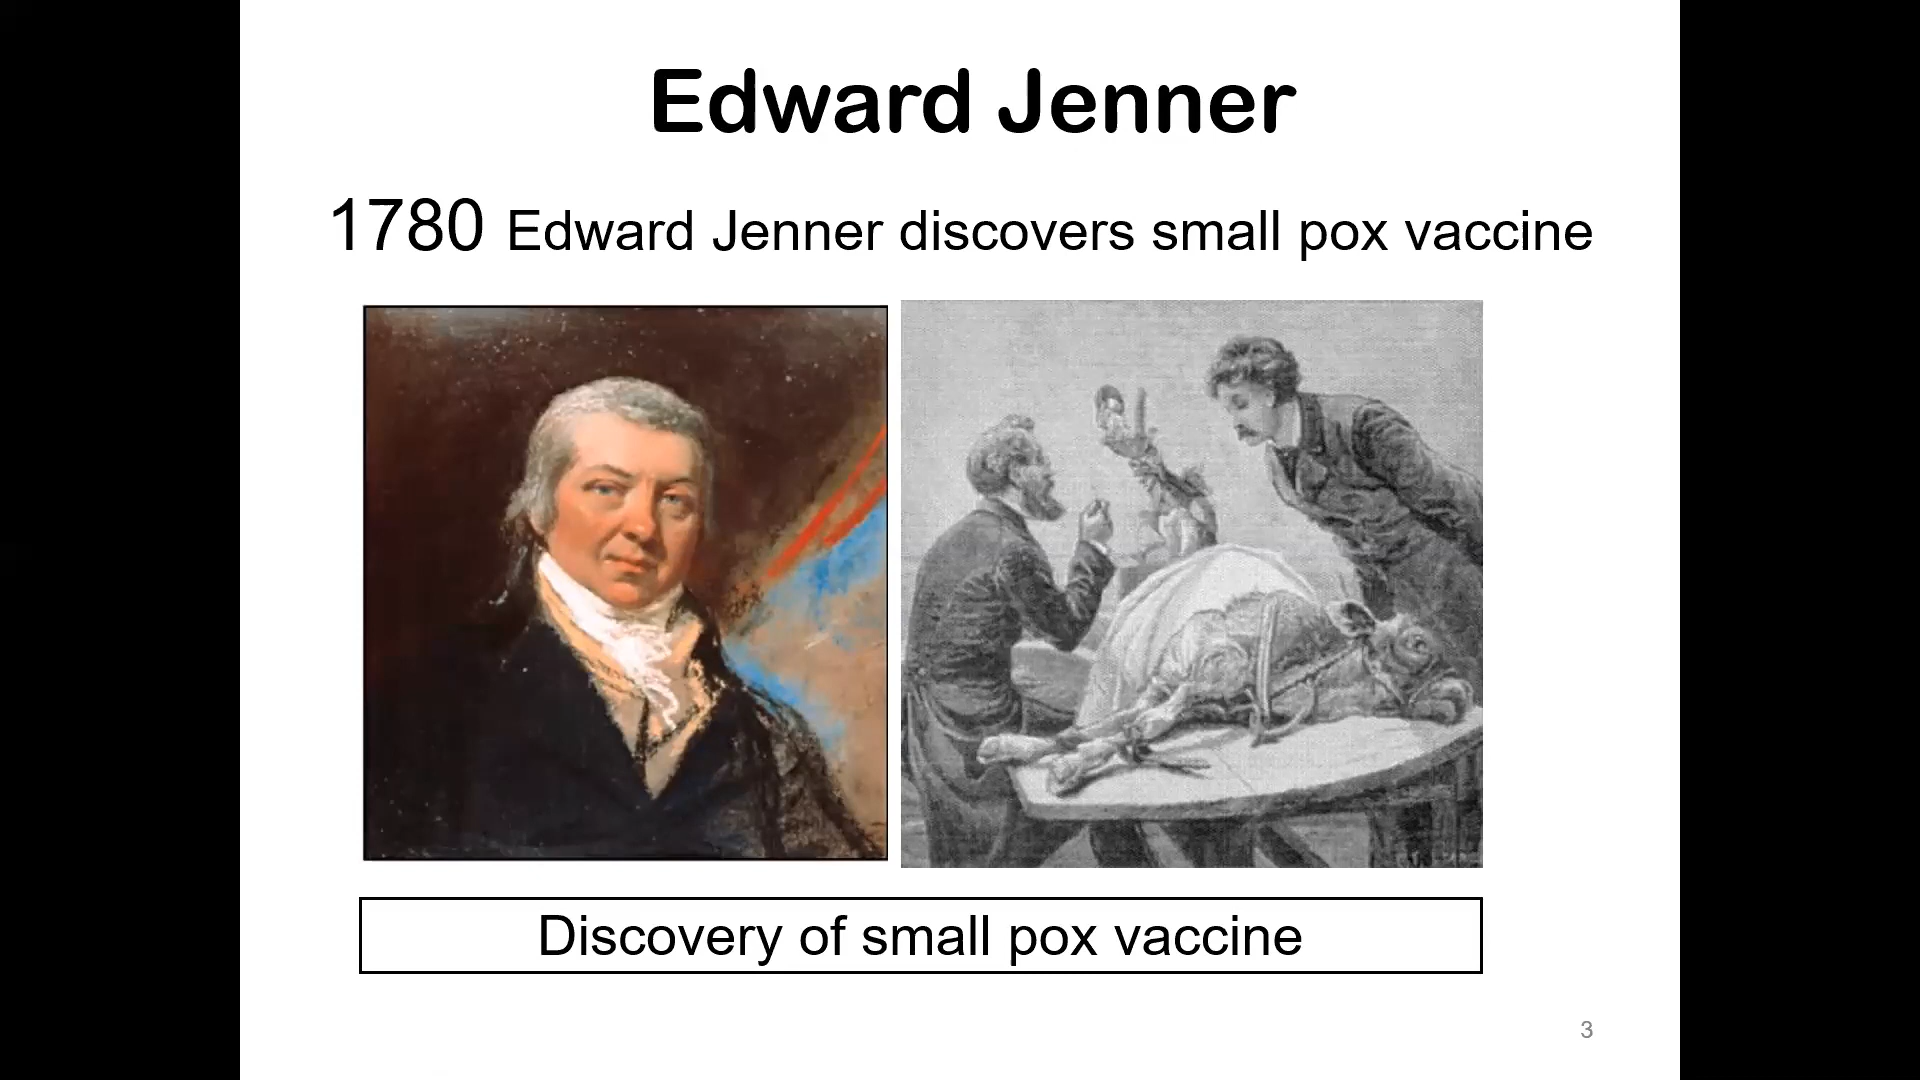 Edward Jenner
1780 Edward Jenner discovers small pox vaccine
Discovery of small pox vaccine
3